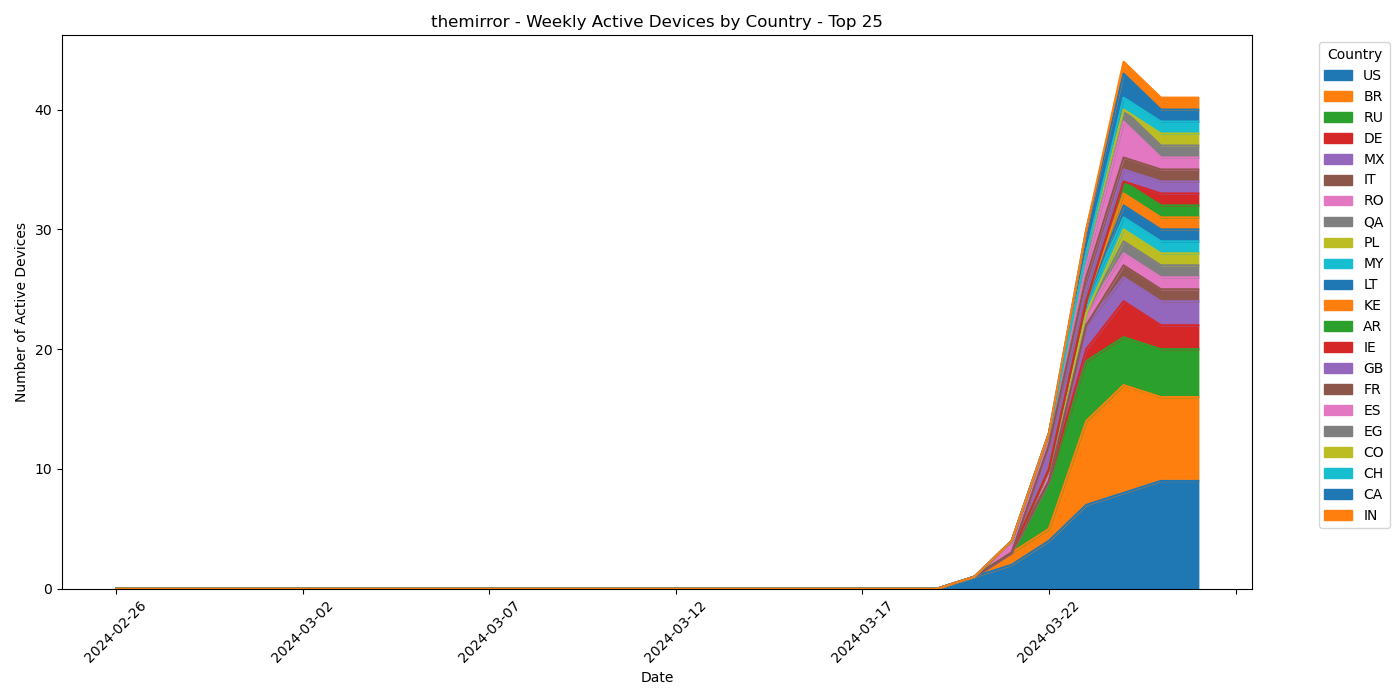 themirror - Weekly Active Devices by Country - Top 25
Number of Active Devices
40
30
20
10
0
2024-02-26
2024-03-02
2024-03-07
2024-03-12
2024-03-17
2024-03-22
Date
Country
US
BR
RU
DE
MX
IT
RO
QA
PL
MY
LT
KE
AR
IE
GB
FR
ES
EG
CO
CH
CA
IN